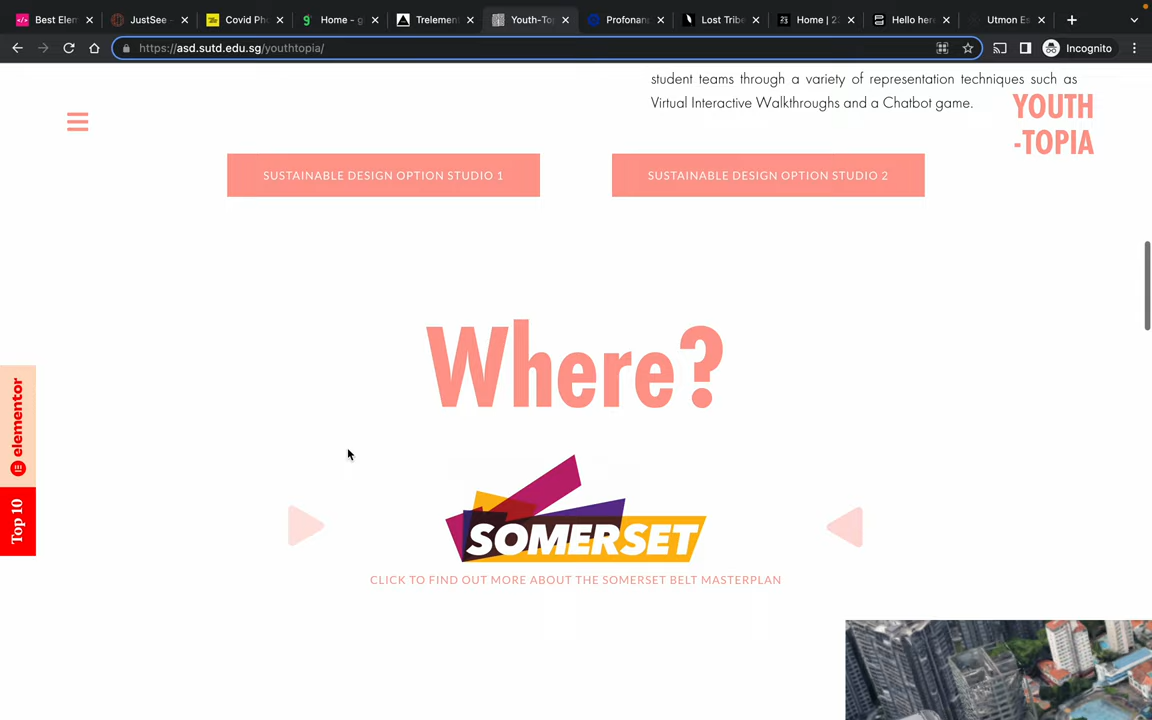 Best Elem
JustSee -
Covid Ph
Home - g
Trelement
Youth-Top
Profonan
Lost Tribe
Home | 2
Hello here
Utmon Es
https://asd.sutd.edu.sg/youthtopia/
Incognito
student teams through a variety of representation techniques such as
Virtual Interactive Walkthroughs and a Chatbot game.
YOUTH
-TOPIA
SUSTAINABLE DESIGN OPTION STUDIO 1
SUSTAINABLE DESIGN OPTION STUDIO 2
Where?
elementor
Top 10
SOMERSET
CLICK TO FIND OUT MORE ABOUT THE SOMERSET BELT MASTERPLAN